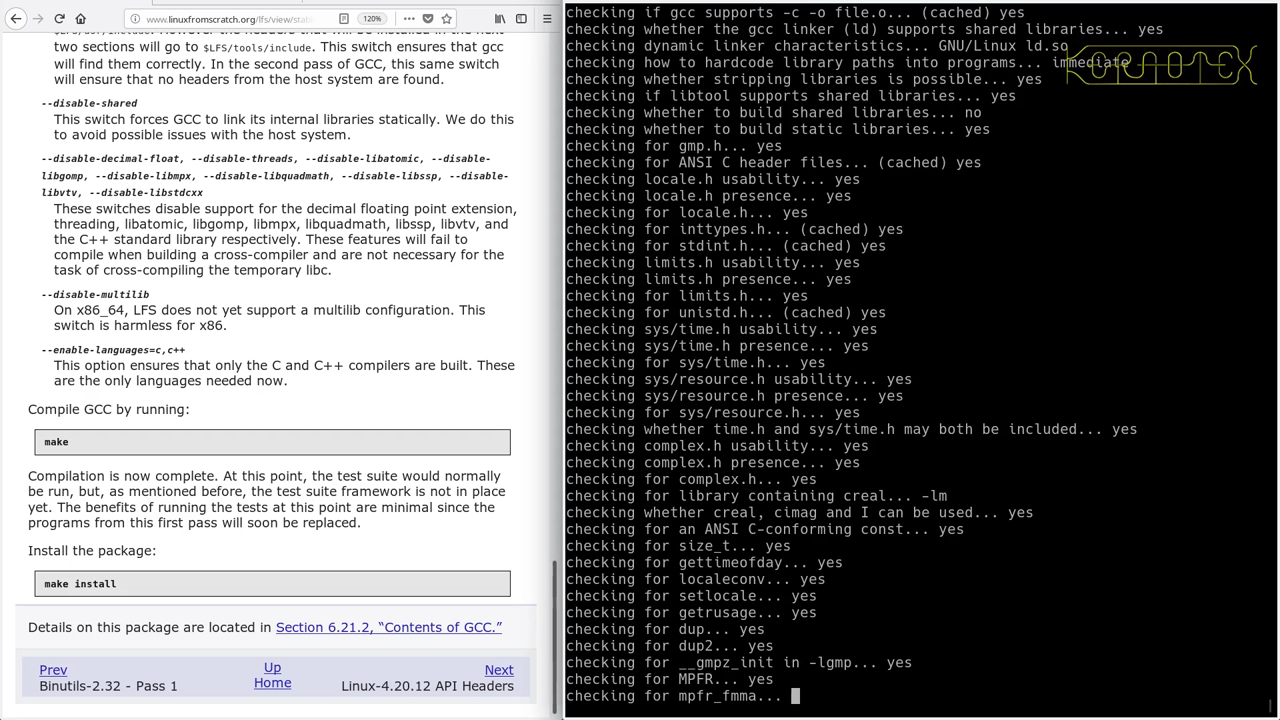 www.linuxfromscratch.org/lfs/view/stab
120%
two sections will go to $LFS/tools/include. This switch ensures that gcc
will find them correctly. In the second pass of GCC, this same switch
will ensure that no headers from the host system are found.
--disable-shared
This switch forces GCC to link its internal libraries statically. We do this
to avoid possible issues with the host system.
--disable-decimal-float, --disable-threads, --disable-libatomic, --disable-
libgomp, --disable-libmpx, --disable-libquadmath, --disable-libssp, --disable-
libvtv, --disable-libstdcxx
These switches disable support for the decimal floating point extension,
threading, libatomic, libgomp, libmpx, libquadmath, libssp, libvtv, and
the C++ standard library respectively. These features will fail to
compile when building a cross-compiler and are not necessary for the
task of cross-compiling the temporary libc.
--disable-multilib
On x86_64, LFS does not yet support a multilib configuration. This
switch is harmless for x86.
--enable-languages=c,c++
This option ensures that only the C and C++ compilers are built. These
are the only languages needed now.
Compile GCC by running:
make
Compilation is now complete. At this point, the test suite would normally
be run, but, as mentioned before, the test suite framework is not in place
yet. The benefits of running the tests at this point are minimal since the
programs from this first pass will soon be replaced.
Install the package:
make install
Details on this package are located in Section 6.21.2, “Contents of GCC.”
Prev
Binutils-2.32 - Pass 1
Up
Home
Next
Linux-4.20.12 API Headers
checking if gcc supports -c -o file.o... (cached) yes
checking whether the gcc linker (ld) supports shared libraries... yes
checking dynamic linker characteristics... GNU/Linux ld.so
checking how to hardcode library paths into programs... immediate
checking whether stripping libraries is possible... yes
checking if libtool supports shared libraries... yes
checking whether to build shared libraries... no
checking whether to build static libraries... yes
checking for gmp.h... yes
checking for ANSI C header files... (cached) yes
checking locale.h usability... yes
checking locale.h presence... yes
checking for locale.h... yes
checking for inttypes.h... (cached) yes
checking for stdint.h... (cached) yes
checking limits.h usability... yes
checking limits.h presence... yes
checking for limits.h... yes
checking for unistd.h... (cached) yes
checking sys/time.h usability... yes
checking sys/time.h presence... yes
checking for sys/time.h... yes
checking sys/resource.h usability... yes
checking sys/resource.h presence... yes
checking for sys/resource.h... yes
checking whether time.h and sys/time.h may both be included... yes
checking complex.h usability... yes
checking complex.h presence... yes
checking for complex.h... yes
checking for library containing creal... -lm
checking whether creal, cimag and I can be used... yes
checking for an ANSI C-conforming const... yes
checking for size_t... yes
checking for gettimeofday... yes
checking for localeconv... yes
checking for setlocale... yes
checking for getrusage... yes
checking for dup... yes
checking for dup2... yes
checking for __gmpz_init in -lgmp... yes
checking for MPFR... yes
checking for mpfr_fmma...